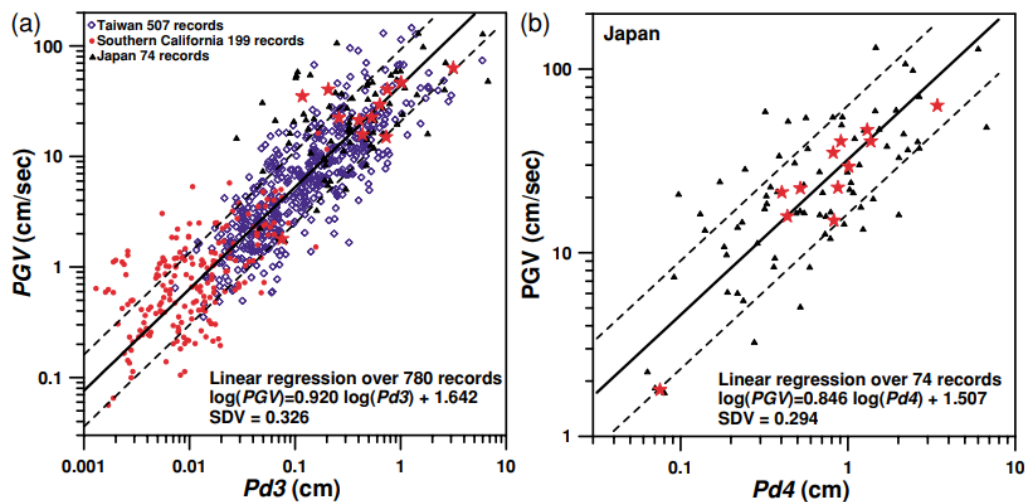 (a)
Taiwan 507 records
Southern California 199 records
Japan 74 records
100
10
1
0.1
PGV (cm/sec)
Linear regression over 780 records
log(PGV)=0.920 log(Pd3) + 1.642
SDV = 0.326
0.001
0.01
0.1
1
10
Pd3 (cm)
(b)
Japan
100
10
1
PGV (cm/sec)
Linear regression over 74 records
log(PGV)=0.846 log(Pd4) + 1.507
SDV = 0.294
0.1
1
10
Pd4 (cm)